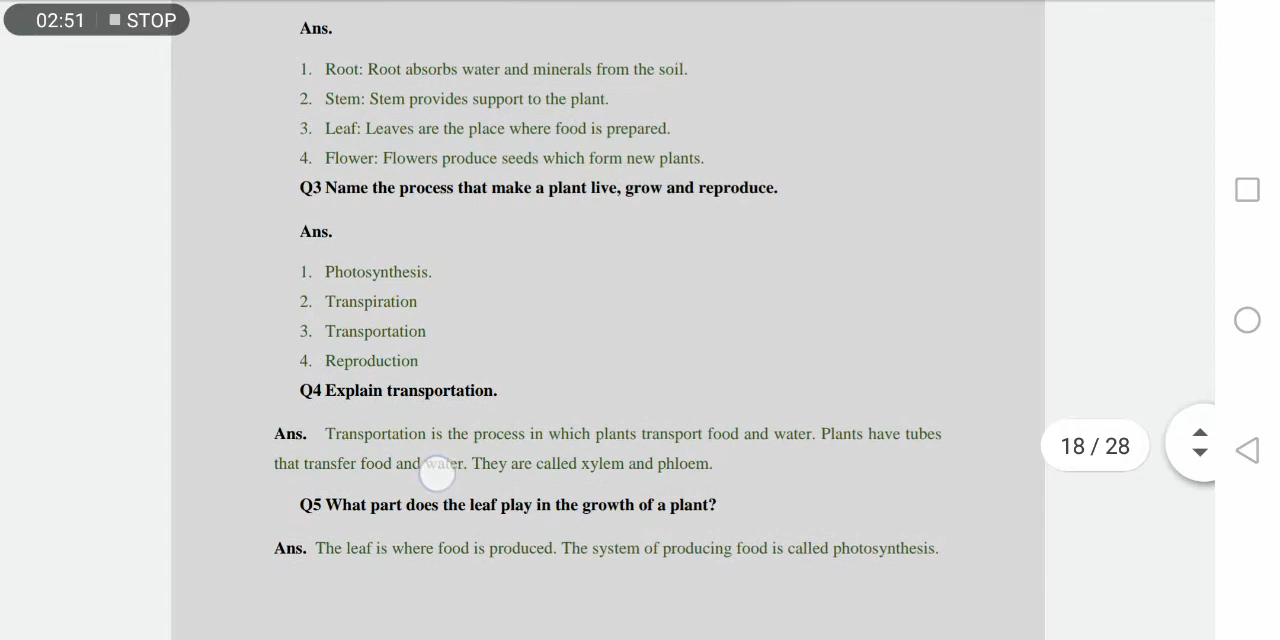 02:51 STOP
Ans.
1. Root: Root absorbs water and minerals from the soil.
2. Stem: Stem provides support to the plant.
3. Leaf: Leaves are the place where food is prepared.
4. Flower: Flowers produce seeds which form new plants.
Q3 Name the process that make a plant live, grow and reproduce.
Ans.
1. Photosynthesis.
2. Transpiration
3. Transportation
4. Reproduction
Q4 Explain transportation.
Ans. Transportation is the process in which plants transport food and water. Plants have tubes
that transfer food and water. They are called xylem and phloem.
18 / 28
Q5 What part does the leaf play in the growth of a plant?
Ans. The leaf is where food is produced. The system of producing food is called photosynthesis.